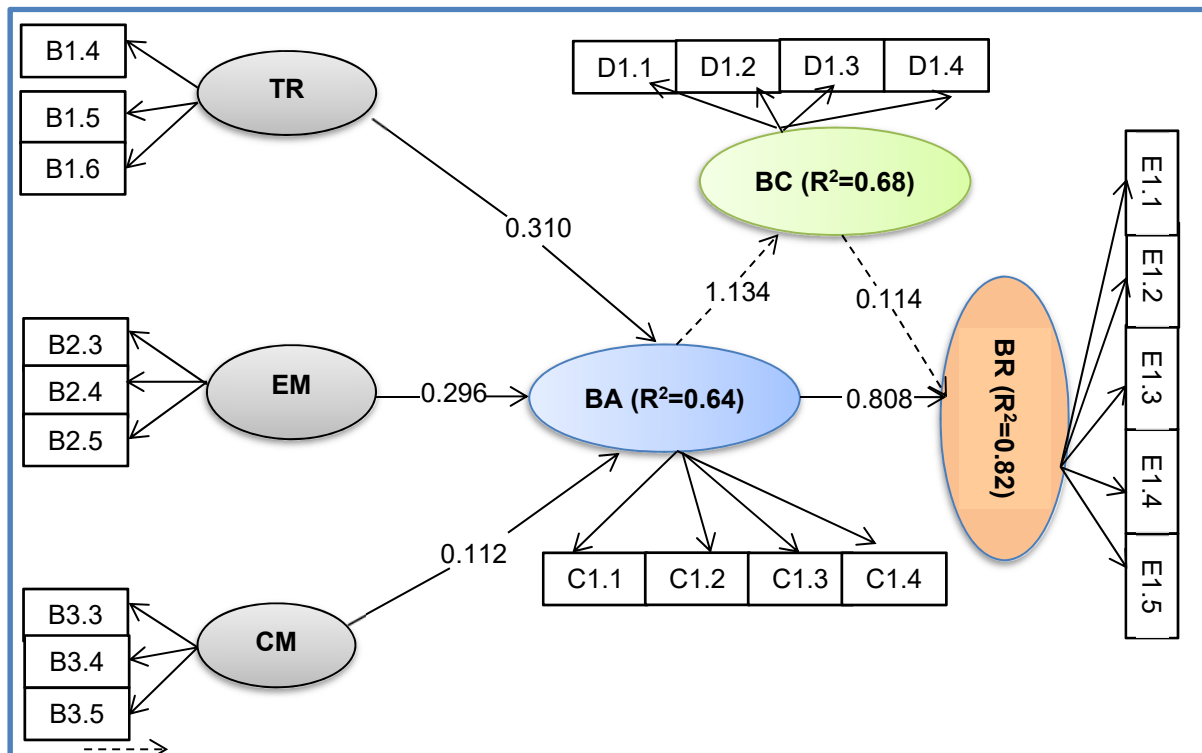 B1.4
B1.5
B1.6
TR
D1.1
D1.2
D1.3
D1.4
BC (R²=0.68)
E1.1
E1.2
E1.3
E1.4
E1.5
0.310
1.134
0.114
B2.3
B2.4
B2.5
EM
0.296
BA (R²=0.64)
0.808
BR (R²=0.82)
0.112
C1.1
C1.2
C1.3
C1.4
B3.3
B3.4
B3.5
CM